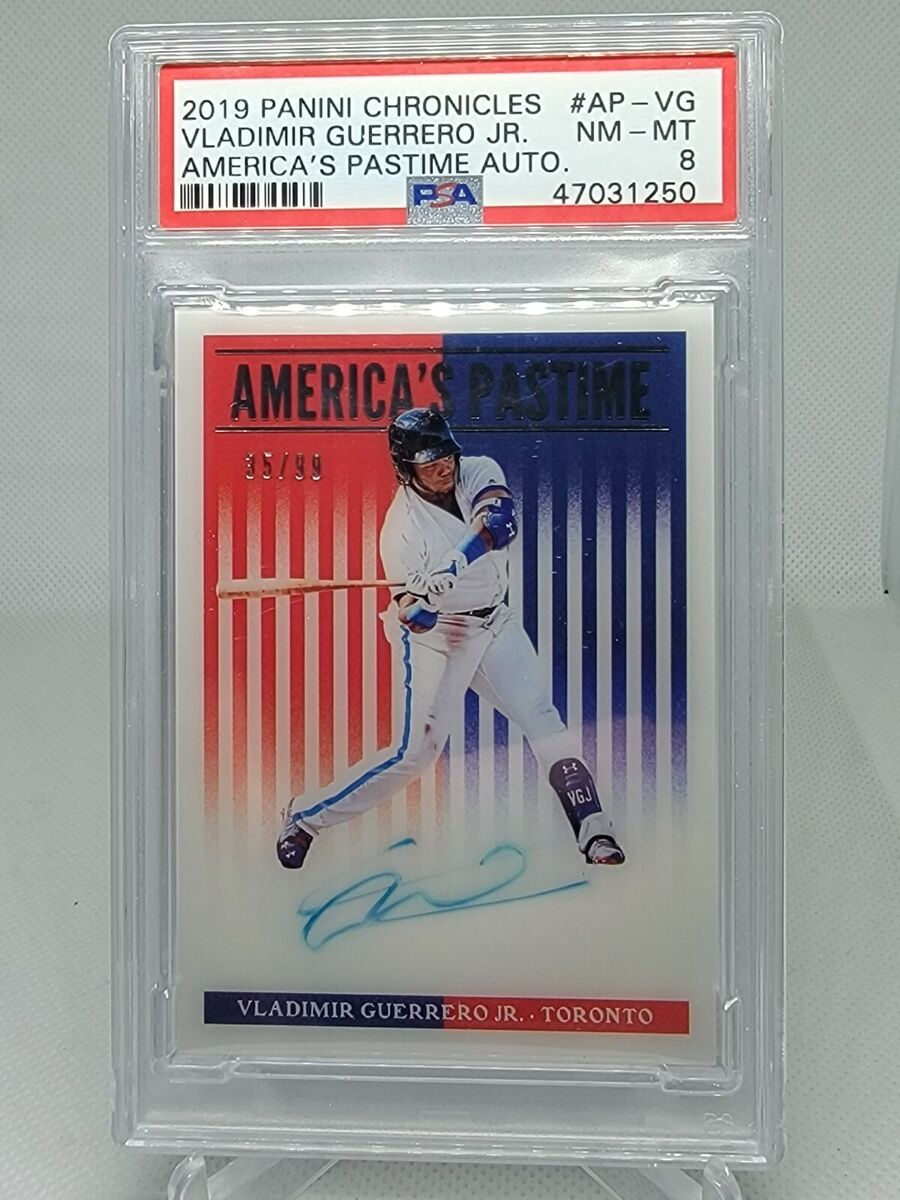 2019 PANINI CHRONICLES #AP-VG
VLADIMIR GUERRERO JR. NM-MT
AMERICA'S PASTIME AUTO. 8
PSA 47031250
AMERICA'S PASTIME
35/99
VGJ
VLADIMIR GUERRERO JR. · TORONTO